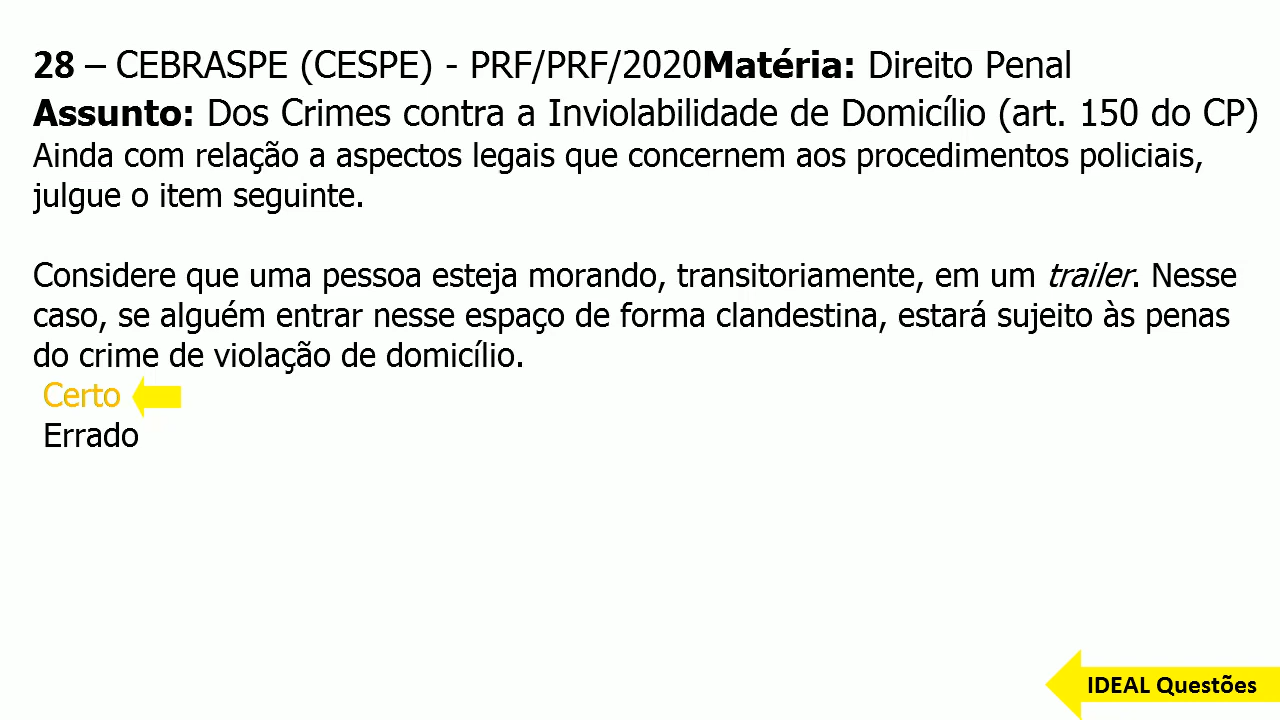 28 – CEBRASPE (CESPE) - PRF/PRF/2020Matéria: Direito Penal
Assunto: Dos Crimes contra a Inviolabilidade de Domicílio (art. 150 do CP)
Ainda com relação a aspectos legais que concernem aos procedimentos policiais,
julgue o item seguinte.
Considere que uma pessoa esteja morando, transitoriamente, em um trailer. Nesse
caso, se alguém entrar nesse espaço de forma clandestina, estará sujeito às penas
do crime de violação de domicílio.
Certo
Errado
IDEAL Questões